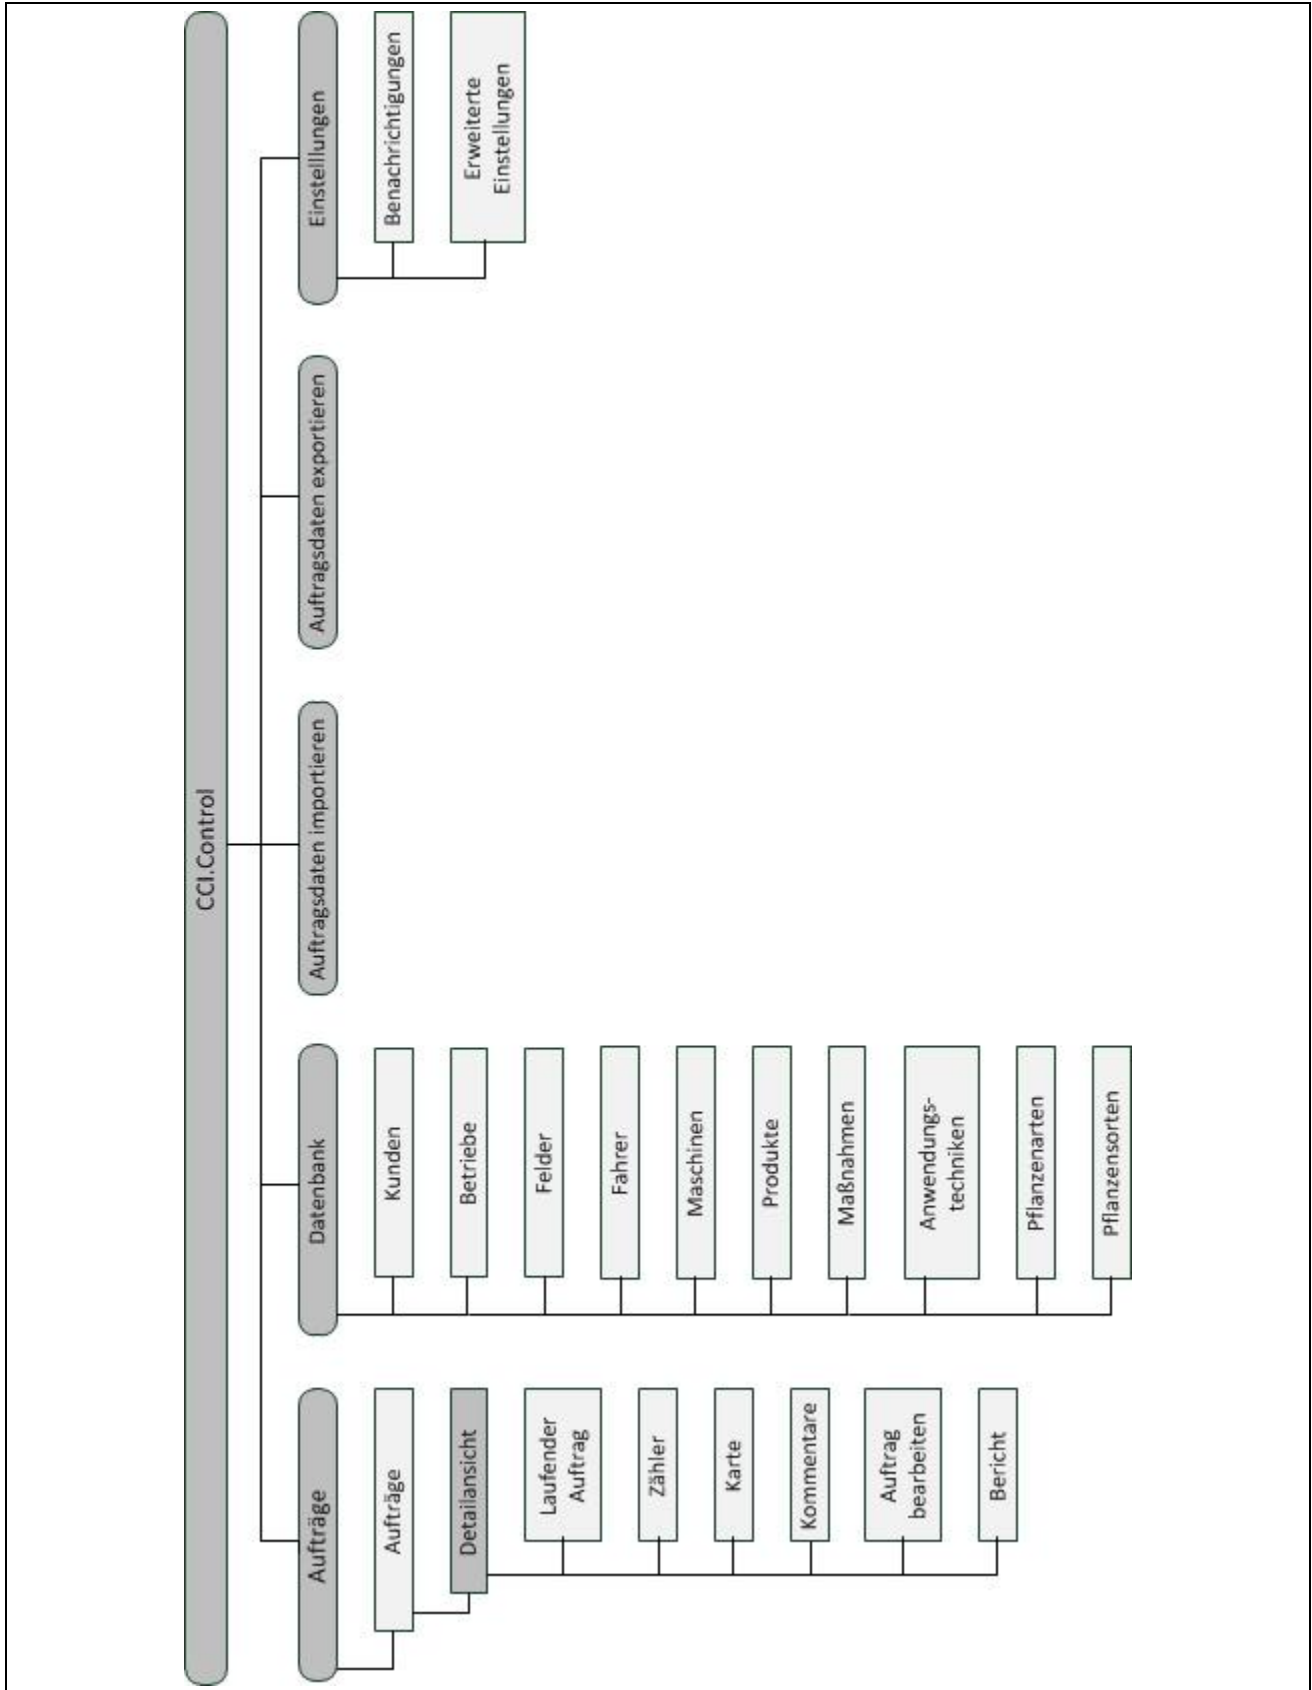 CCI.Control
Aufträge
Aufträge
Detailansicht
Laufender
Auftrag
Zähler
Karte
Kommentare
Auftrag
bearbeiten
Bericht
Datenbank
Kunden
Betriebe
Felder
Fahrer
Maschinen
Produkte
Maßnahmen
Anwendungs-
techniken
Pflanzenarten
Pflanzensorten
Auftragsdaten importieren
Auftragsdaten exportieren
Einstelllungen
Benachrichtigungen
Erweiterte
Einstellungen